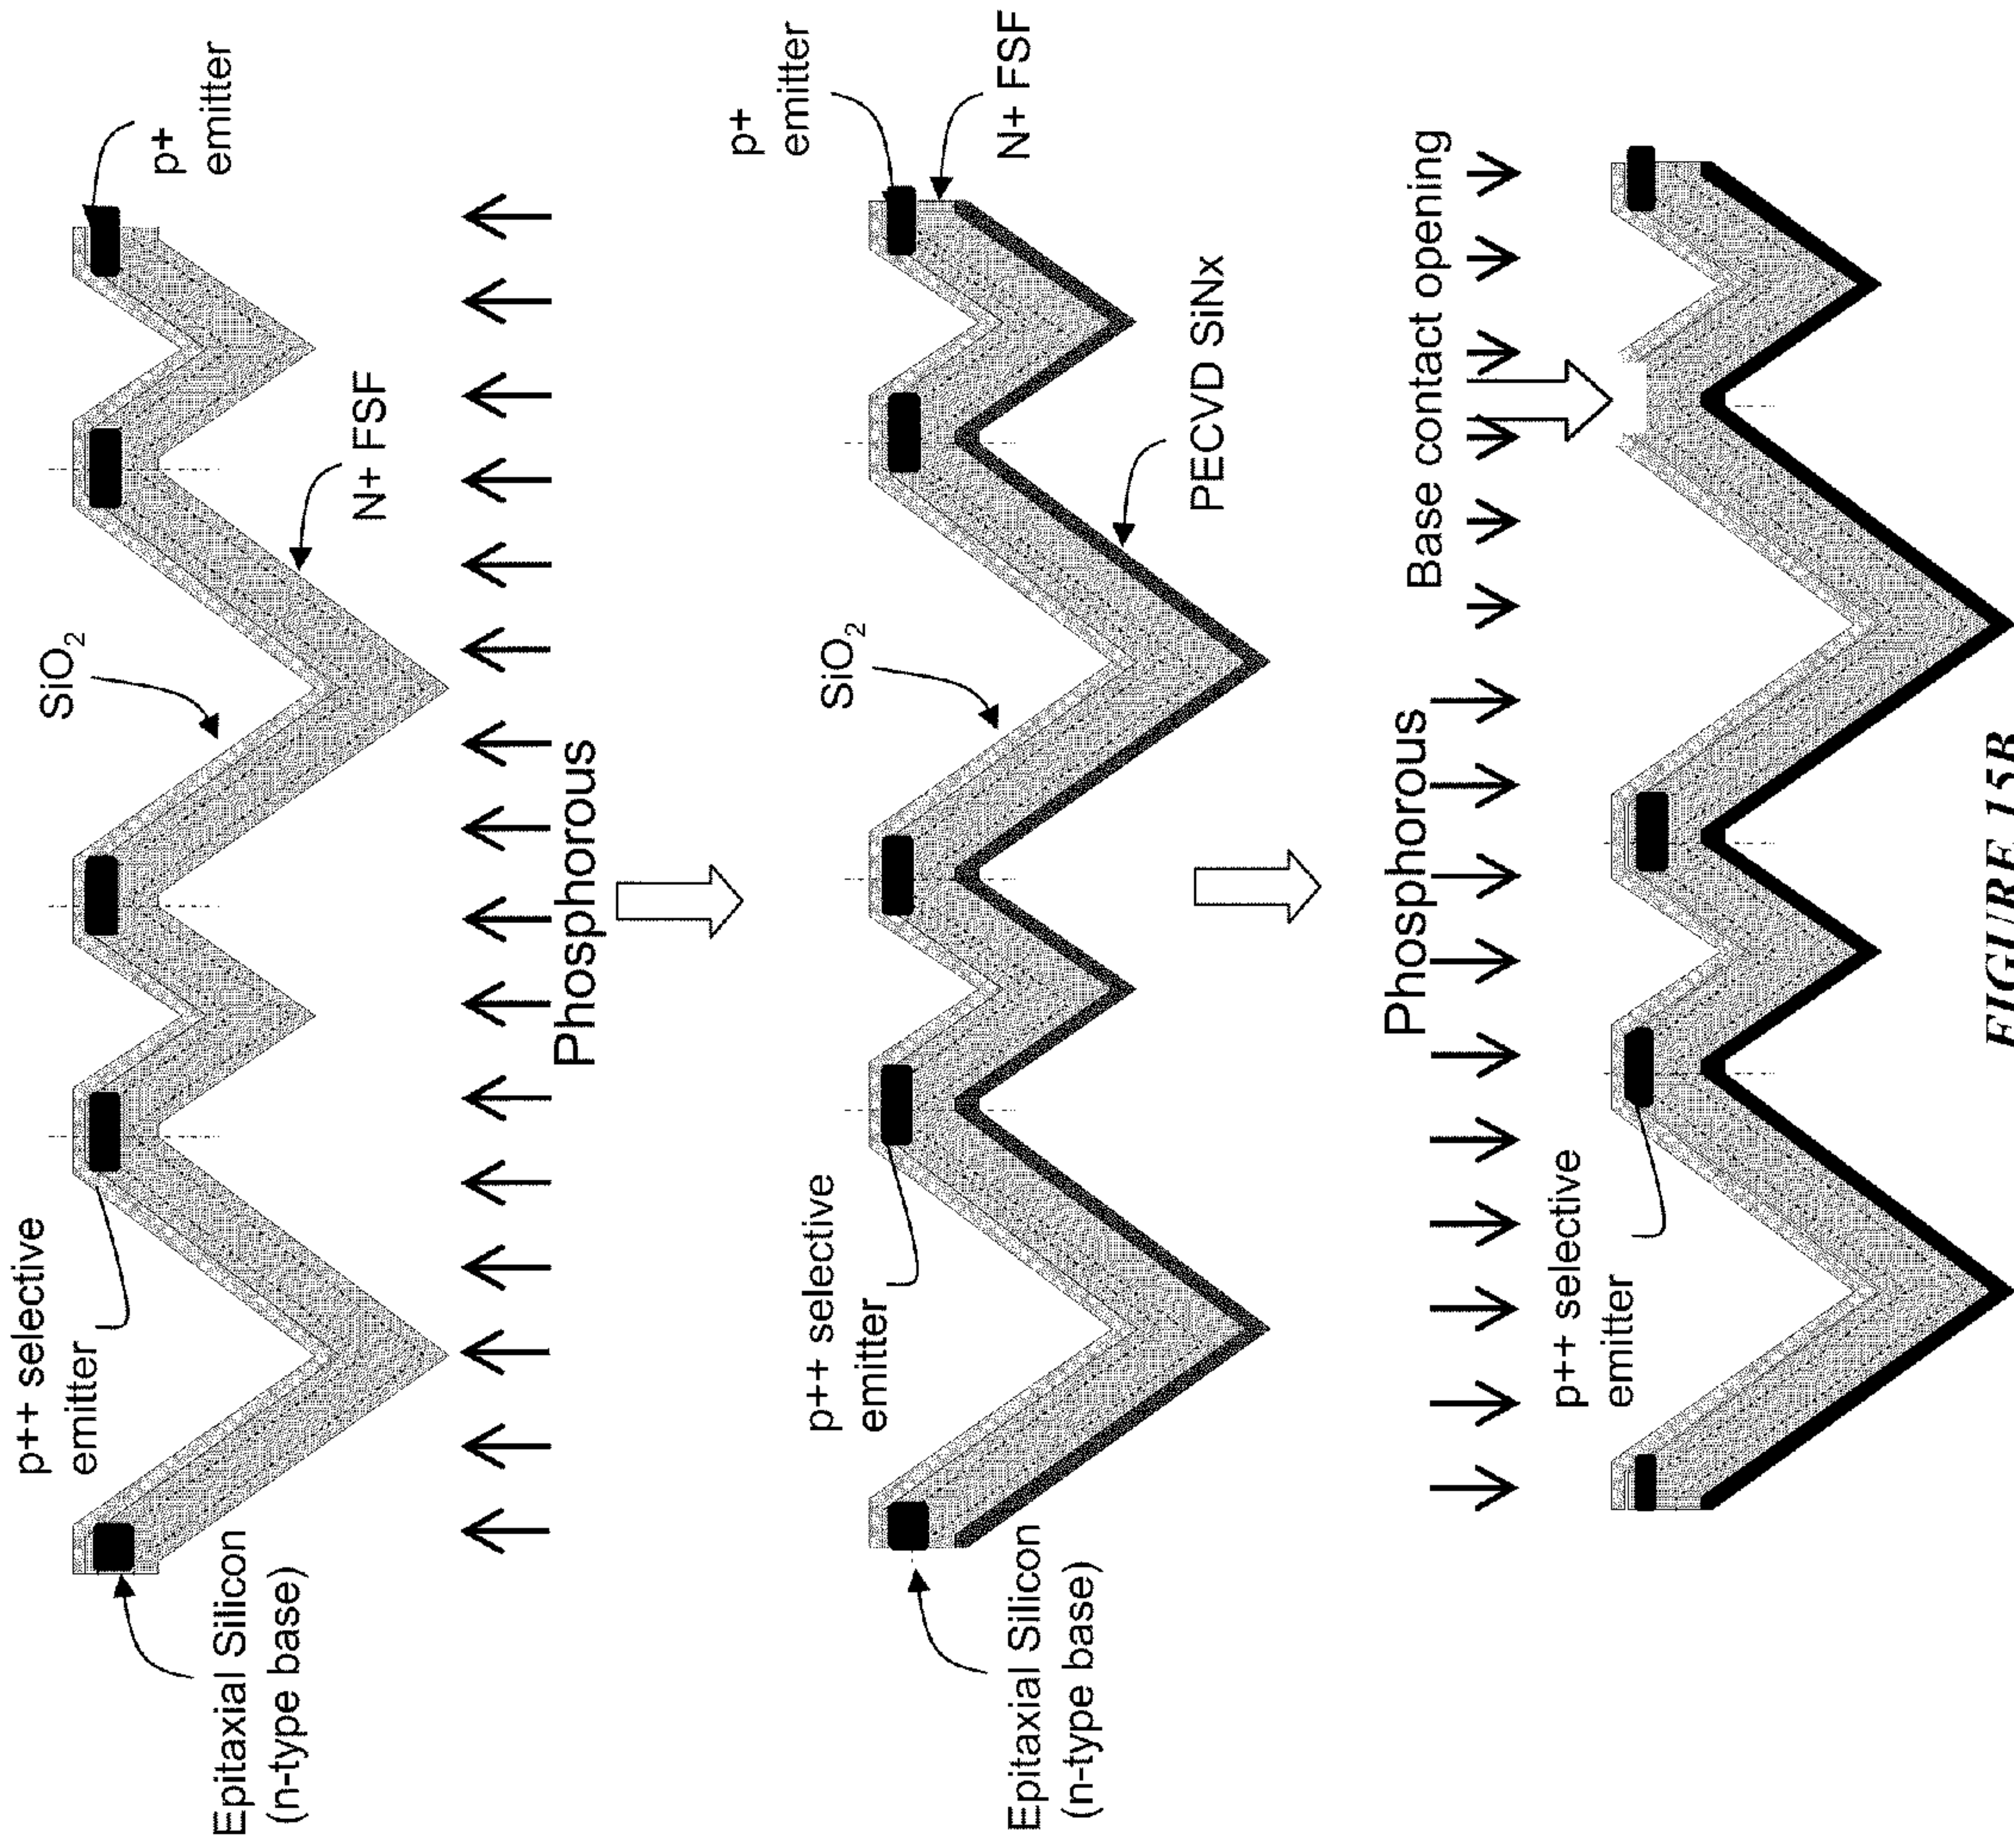 p++ selective
emitter
SiO2
p+
emitter
Epitaxial Silicon
(n-type base)
N+ FSF
Phosphorous
p++ selective
emitter
SiO2
p+
emitter
N+ FSF
Epitaxial Silicon
(n-type base)
PECVD SiNx
Phosphorous
Base contact opening
p++ selective
emitter
FIGURE 15B